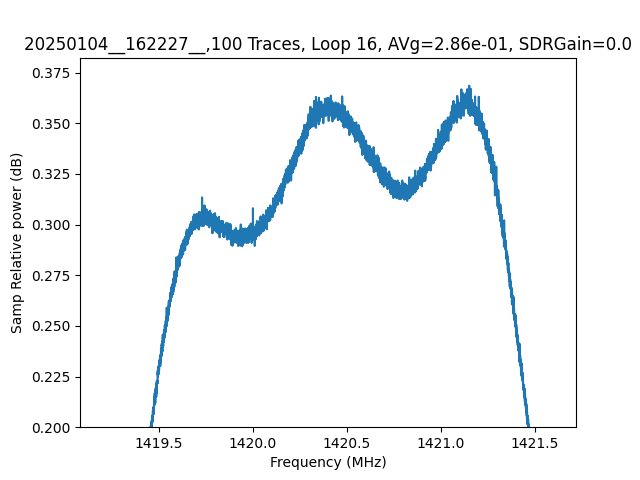 20250104__162227__,100 Traces, Loop 16, AVg=2.86e-01, SDRGain=0.0
0.375
0.350
0.325
0.300
0.275
0.250
0.225
0.200
Samp Relative power (dB)
1419.5 1420.0 1420.5 1421.0 1421.5
Frequency (MHz)